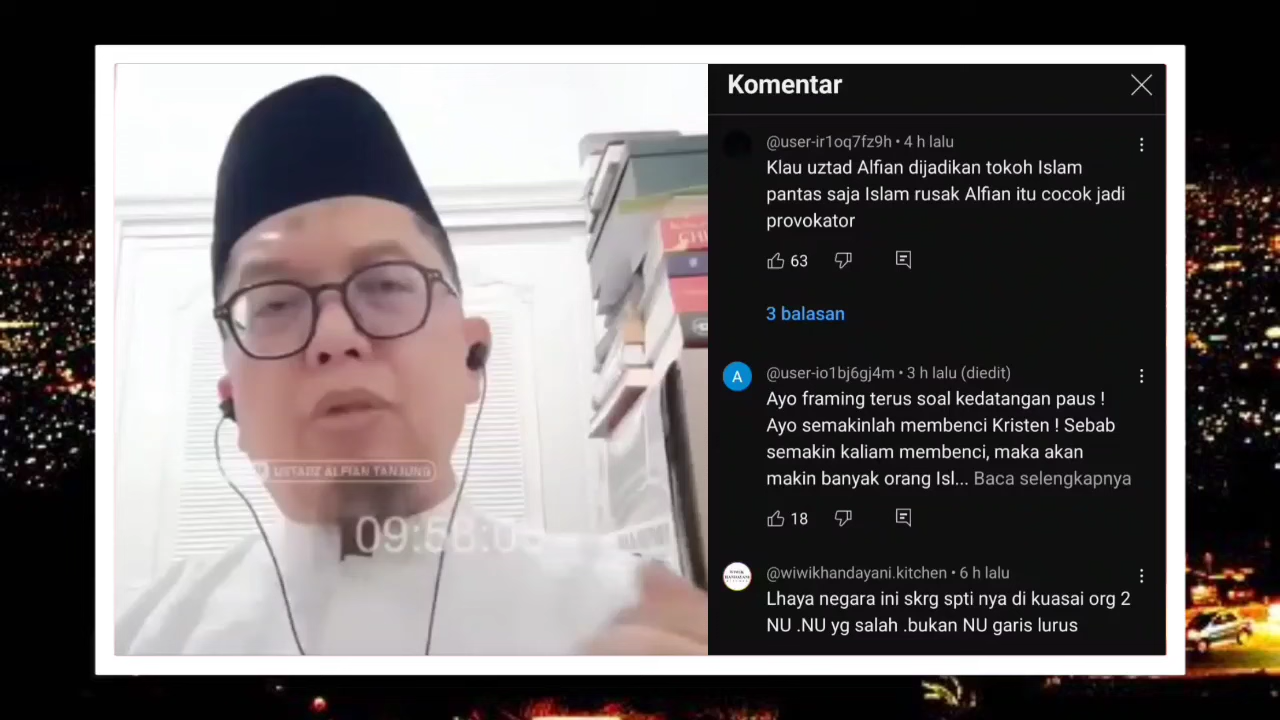 USTADZ ALFIAN TANJUNG
Komentar
@user-ir1oq7fz9h • 4 h lalu
Klau uztad Alfian dijadikan tokoh Islam
pantas saja Islam rusak Alfian itu cocok jadi
provokator
63
3 balasan
A
@user-io1bj6gj4m • 3 h lalu (diedit)
Ayo framing terus soal kedatangan paus !
Ayo semakinlah membenci Kristen ! Sebab
semakin kaliam membenci, maka akan
makin banyak orang Isl... Baca selengkapnya
18
@wiwikhandayani.kitchen • 6 h lalu
Lhaya negara ini skrg spti nya di kuasai org 2
NU .NU yg salah .bukan NU garis lurus